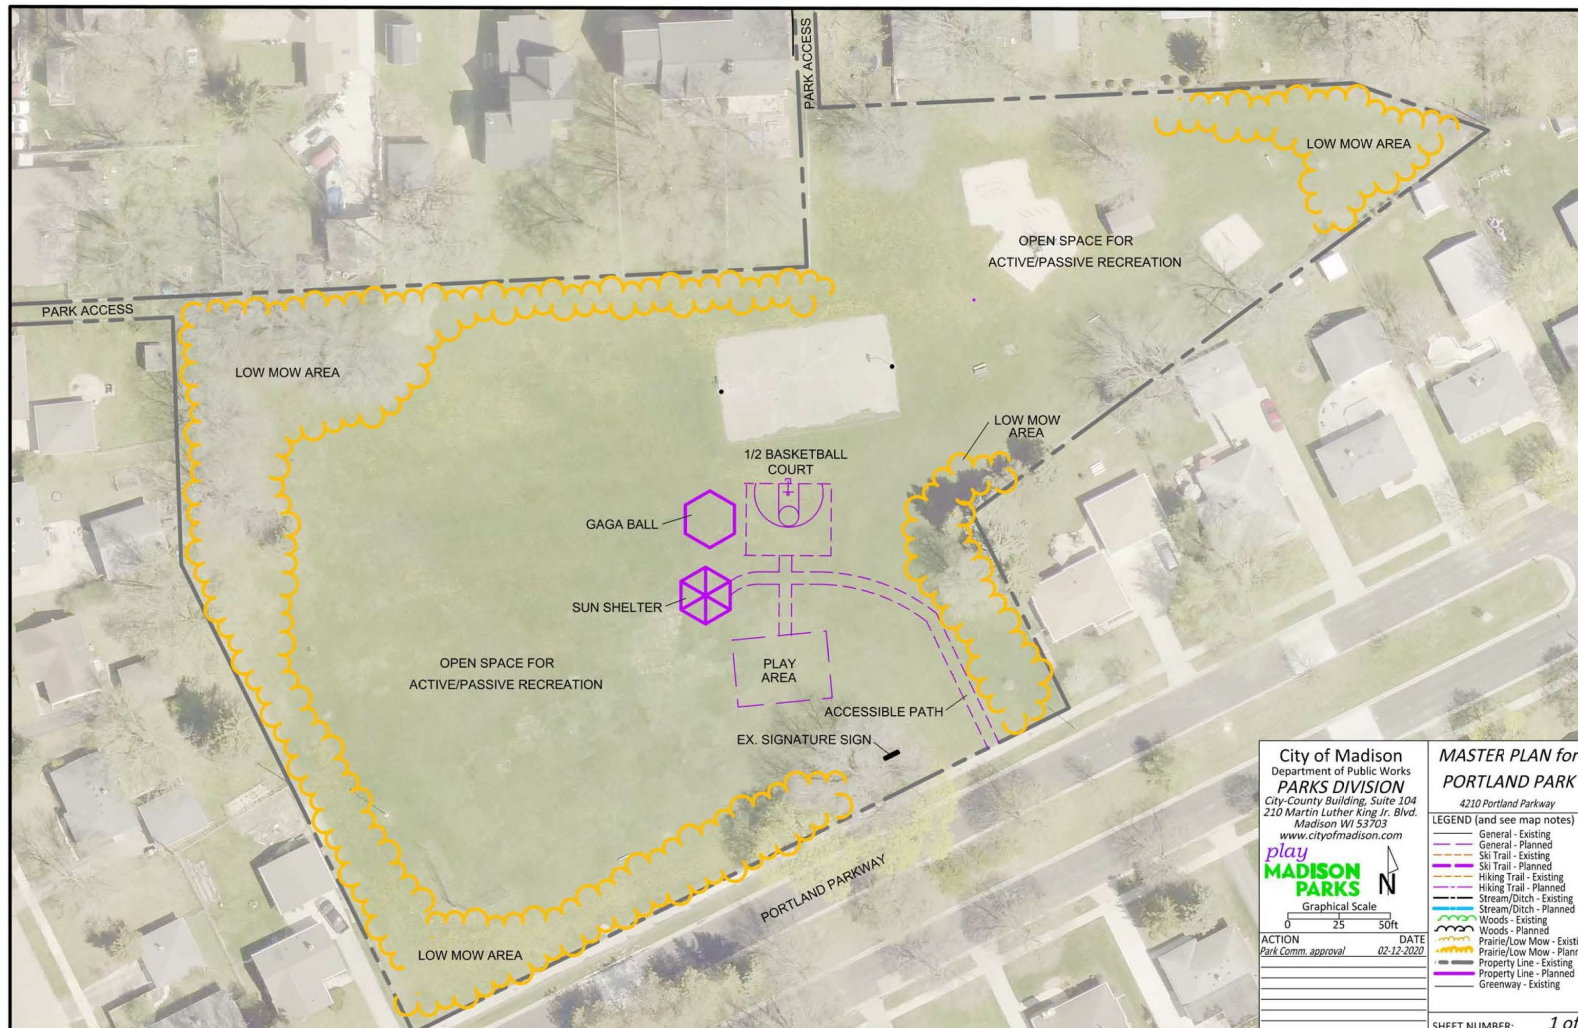 PARK ACCESS
LOW MOW AREA
OPEN SPACE FOR
ACTIVE/PASSIVE RECREATION
PARK ACCESS
LOW MOW AREA
LOW MOW
AREA
1/2 BASKETBALL
COURT
GAGA BALL
SUN SHELTER
OPEN SPACE FOR
ACTIVE/PASSIVE RECREATION
PLAY
AREA
ACCESSIBLE PATH
EX. SIGNATURE SIGN
PORTLAND PARKWAY
LOW MOW AREA
City of Madison
Department of Public Works
PARKS DIVISION
City-County Building, Suite 104
210 Martin Luther King Jr. Blvd.
Madison WI 53703
www.cityofmadison.com
play
MADISON
PARKS
N
Graphical Scale
0 25 50ft
ACTION DATE
Park Comm. approval 02-12-2020
MASTER PLAN for
PORTLAND PARK
4210 Portland Parkway
LEGEND (and see map notes)
General - Existing
General - Planned
Ski Trail - Existing
Ski Trail - Planned
Hiking Trail - Existing
Hiking Trail - Planned
Stream/Ditch - Existing
Stream/Ditch - Planned
Woods - Existing
Woods - Planned
Prairie/Low Mow - Existi
Prairie/Low Mow - Plann
Property Line - Existing
Property Line - Planned
Greenway - Existing
SHEET NUMBER: 1 of